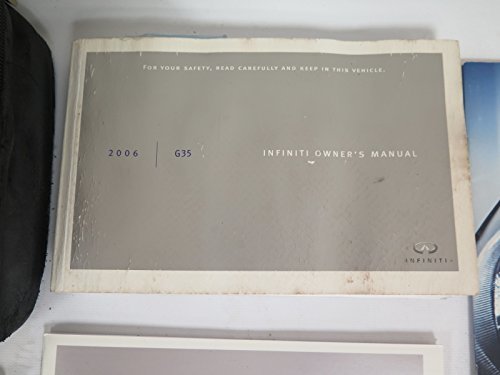 FOR YOUR SAFETY, READ CAREFULLY AND KEEP IN THIS VEHICLE.
2006 | G35 INFINITI OWNER'S MANUAL
INFINITI